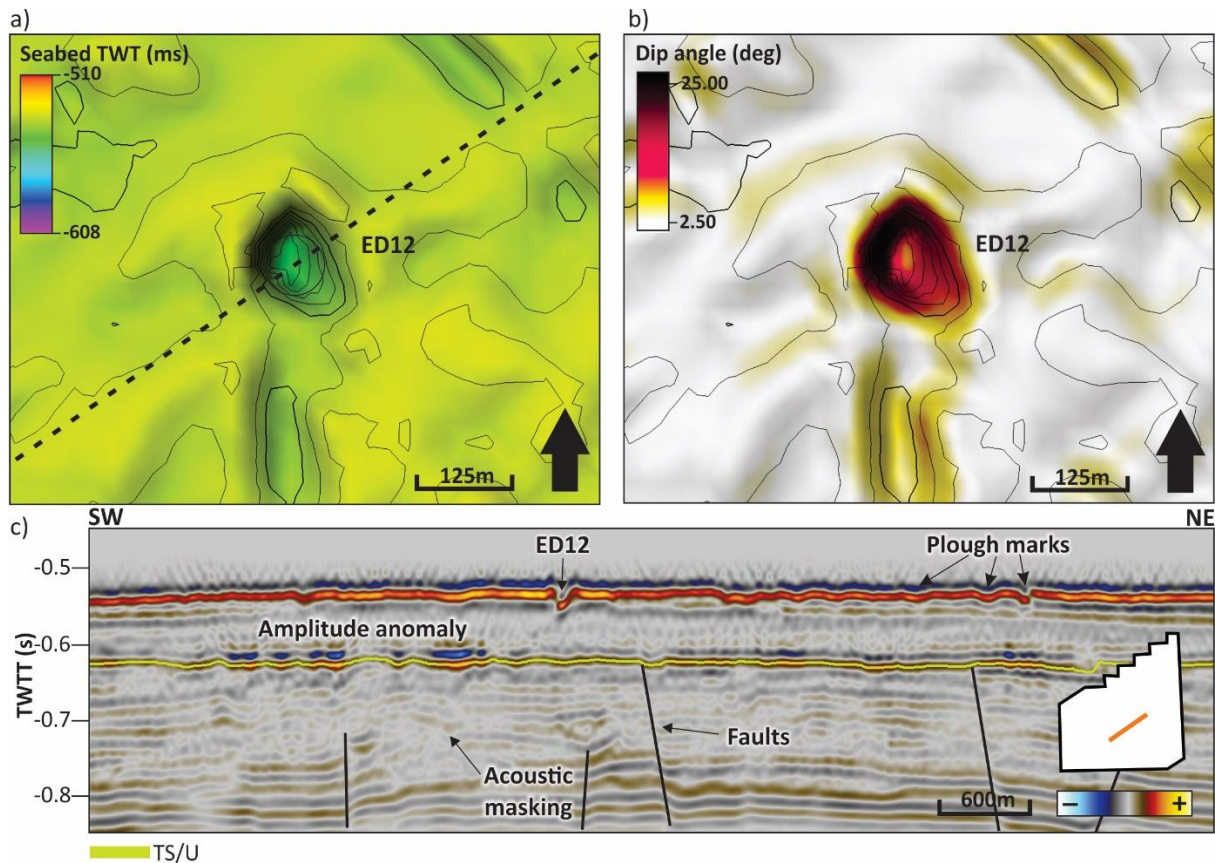 a)
Seabed TWT (ms)
-510
-608
ED12
125m
b)
Dip angle (deg)
25.00
2.50
ED12
125m
c)
SW
NE
ED12
Plough marks
-0.5
Amplitude anomaly
-0.6
TWTT (s)
-0.7
Faults
Acoustic
masking
-0.8
600m
− +
TS/U